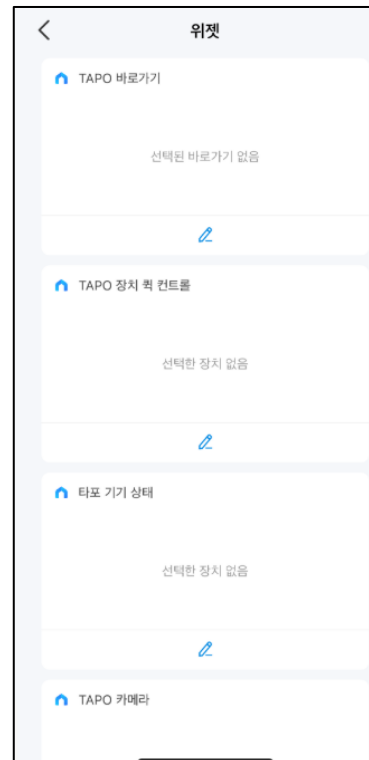 위젯
TAPO 바로가기
선택된 바로가기 없음
TAPO 장치 퀵 컨트롤
선택한 장치 없음
타포 기기 상태
선택한 장치 없음
TAPO 카메라